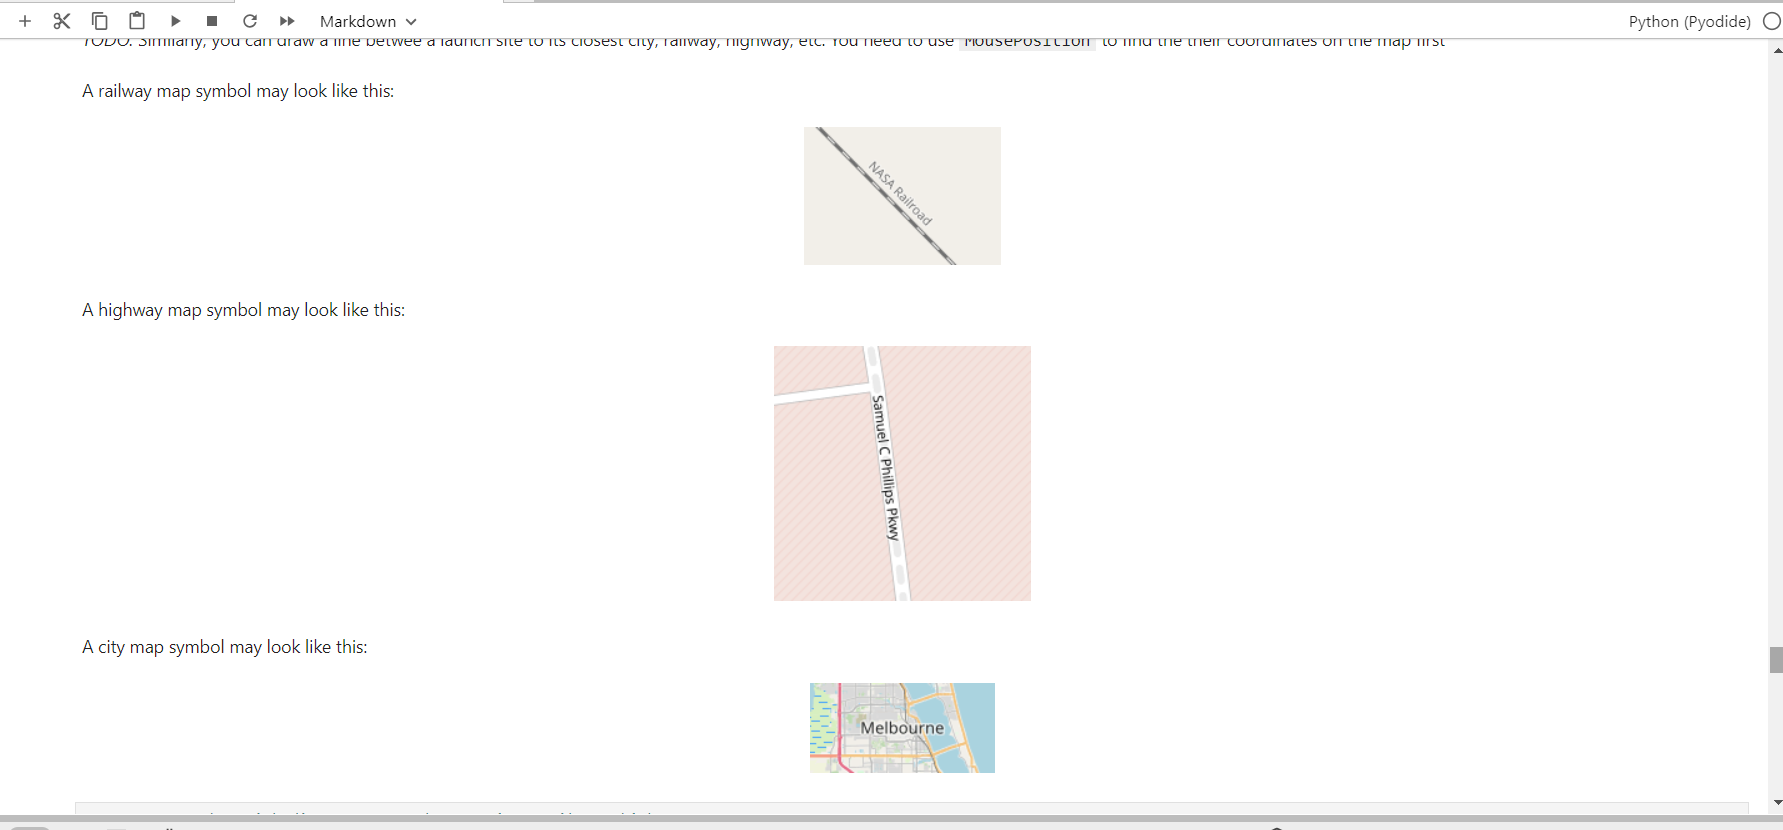 Markdown
Python (Pyodide)
TODO: Similarly, you can draw a line betwee a launch site to its closest city, railway, highway, etc. You need to use MousePosition to find the their coordinates on the map first
A railway map symbol may look like this:
NASA Railroad
A highway map symbol may look like this:
Samuel C Phillips Pkwy
A city map symbol may look like this:
Melbourne